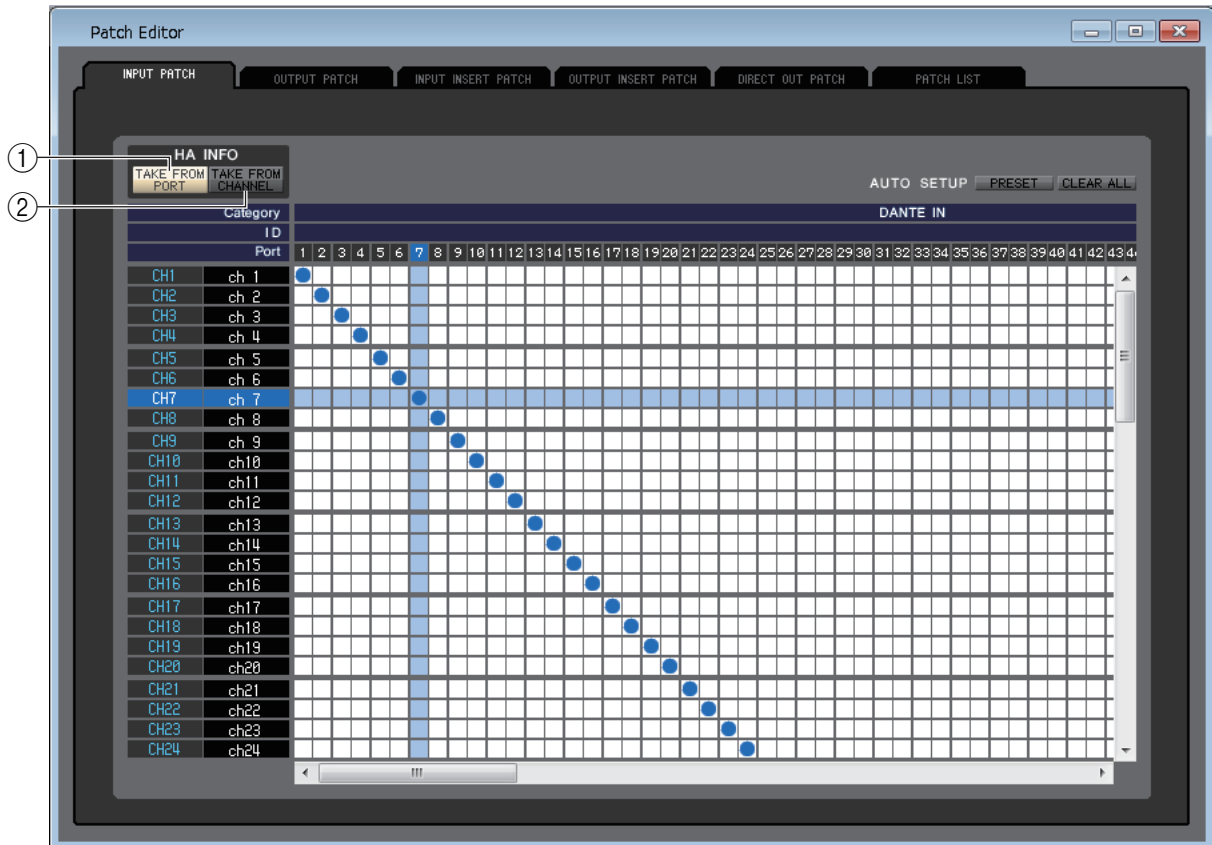 Patch Editor
INPUT PATCH OUTPUT PATCH INPUT INSERT PATCH OUTPUT INSERT PATCH DIRECT OUT PATCH PATCH LIST
① HA INFO
TAKE FROM PORT TAKE FROM CHANNEL
②
AUTO SETUP PRESET CLEAR ALL
Category DANTE IN
ID
Port 1 2 3 4 5 6 7 8 9 10 11 12 13 14 15 16 17 18 19 20 21 22 23 24 25 26 27 28 29 30 31 32 33 34 35 36 37 38 39 40 41 42 43 4
CH1 ch 1
CH2 ch 2
CH3 ch 3
CH4 ch 4
CH5 ch 5
CH6 ch 6
CH7 ch 7
CH8 ch 8
CH9 ch 9
CH10 ch10
CH11 ch11
CH12 ch12
CH13 ch13
CH14 ch14
CH15 ch15
CH16 ch16
CH17 ch17
CH18 ch18
CH19 ch19
CH20 ch20
CH21 ch21
CH22 ch22
CH23 ch23
CH24 ch24